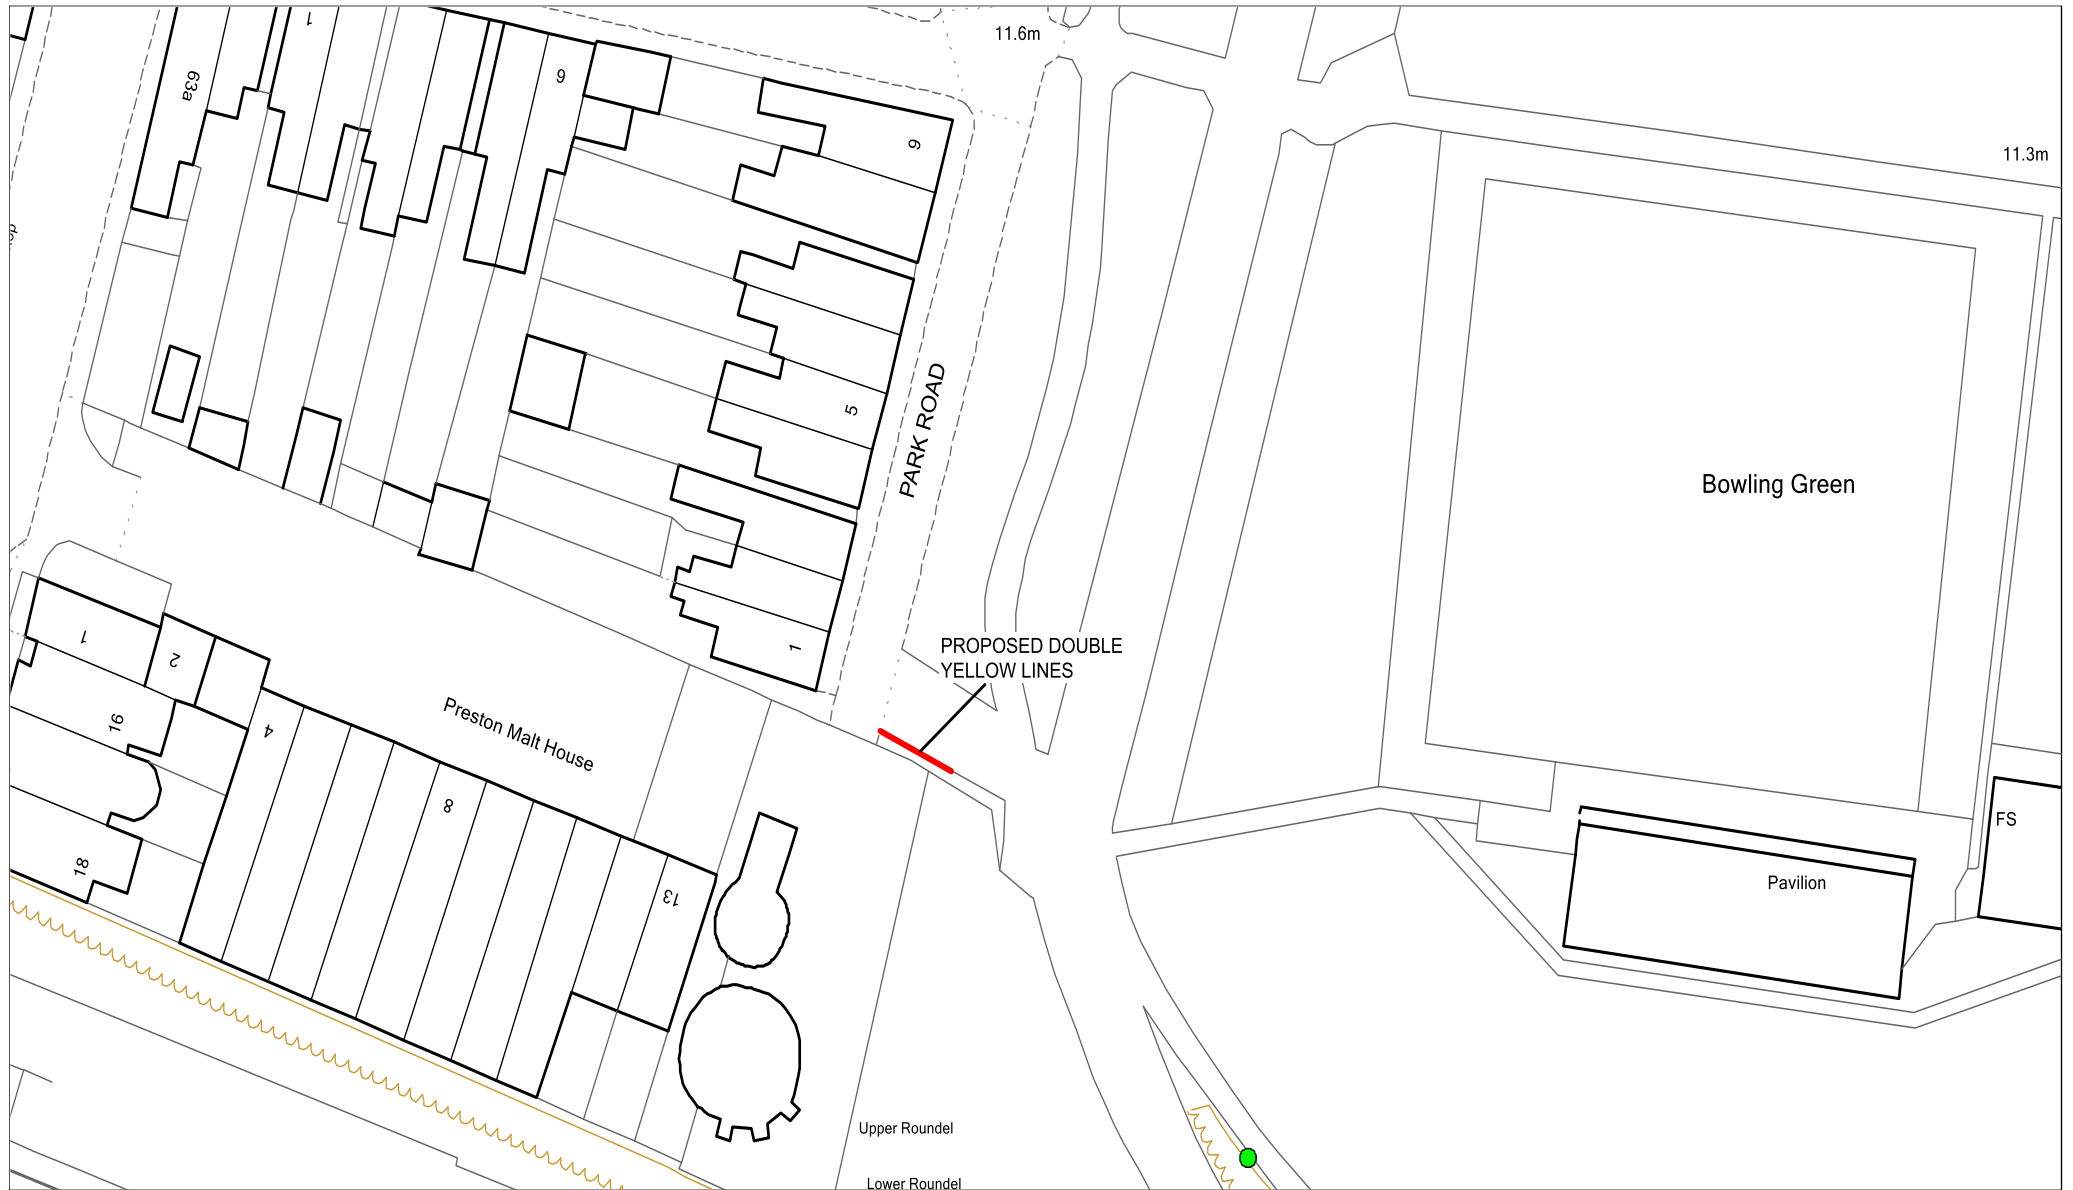 11.6m
1
9
63a
6
11.3m
5
PARK ROAD
Bowling Green
1
PROPOSED DOUBLE
YELLOW LINES
1
2
16
4
Preston Malt House
8
18
13
FS
Pavilion
Upper Roundel
Lower Roundel